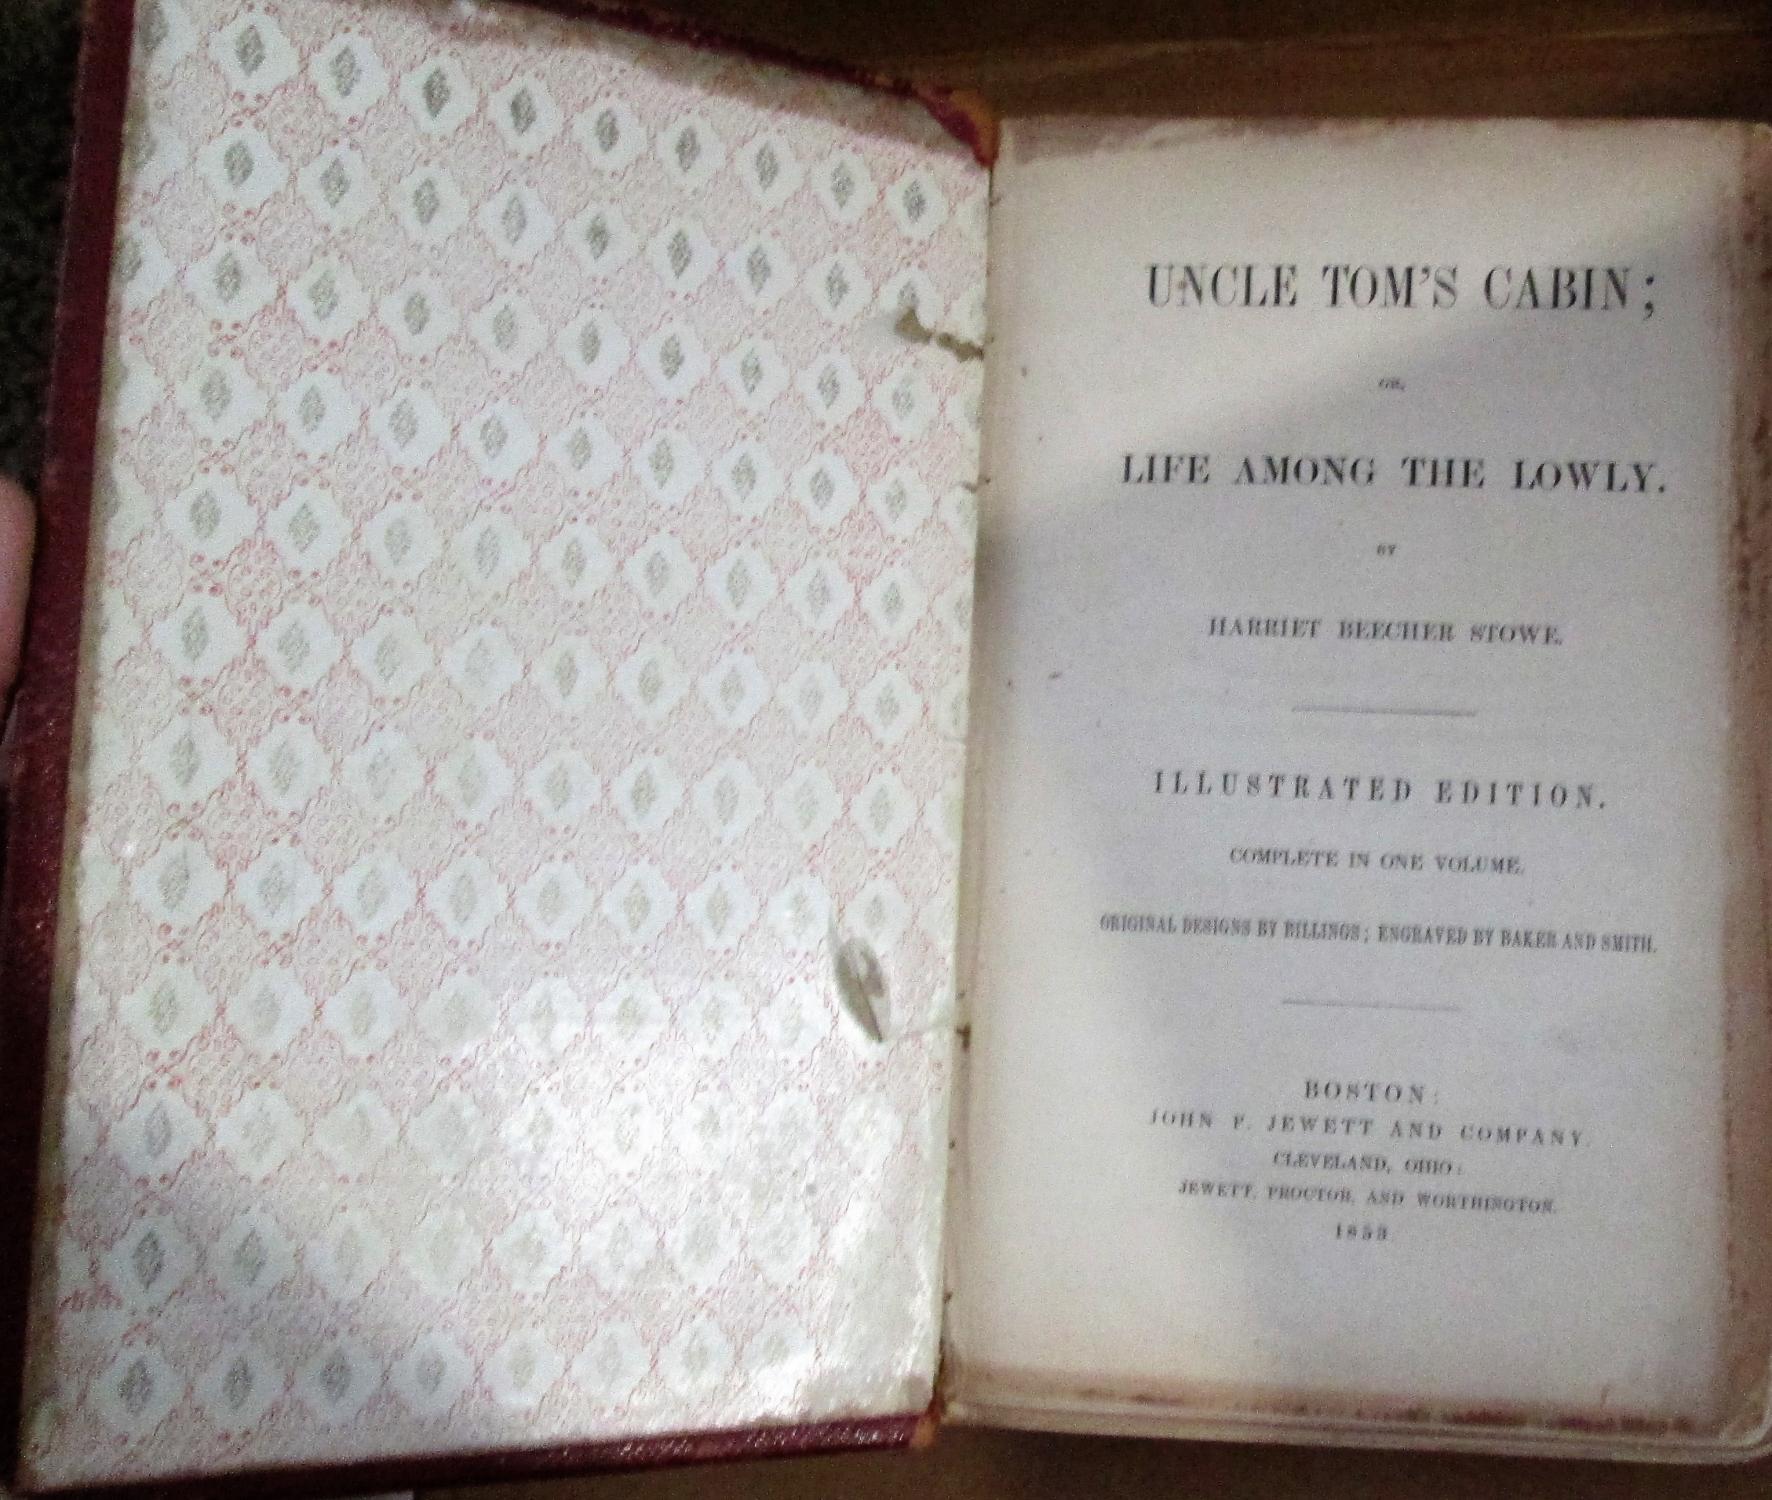 UNCLE TOM'S CABIN;
OR,
LIFE AMONG THE LOWLY.
BY
HARRIET BEECHER STOWE.
ILLUSTRATED EDITION.
COMPLETE IN ONE VOLUME.
ORIGINAL DESIGNS BY BILLINGS; ENGRAVED BY BAKER AND SMITH.
BOSTON:
JOHN P. JEWETT AND COMPANY.
CLEVELAND, OHIO:
JEWETT, PROCTOR, AND WORTHINGTON.
1853